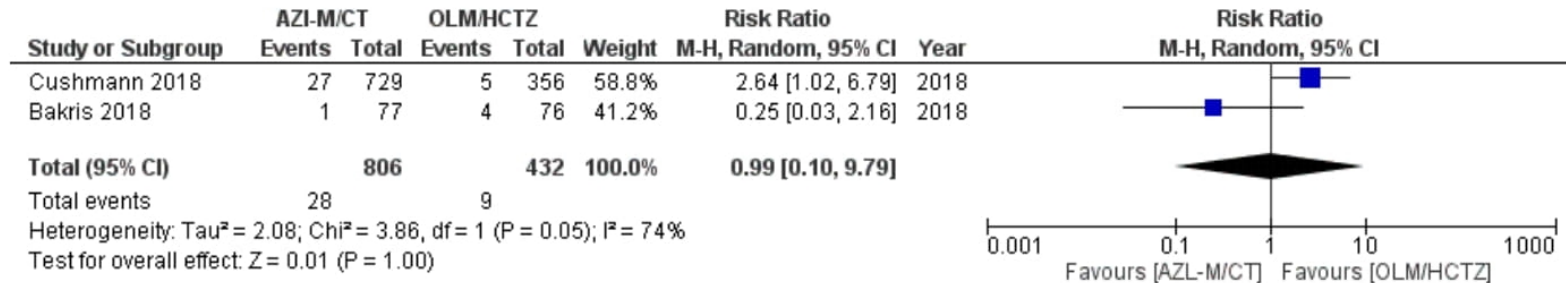 AZI-M/CT OLM/HCTZ Risk Ratio Risk Ratio
Study or Subgroup Events Total Events Total Weight M-H, Random, 95% CI Year M-H, Random, 95% CI
Cushmann 2018 27 729 5 356 58.8% 2.64 [1.02, 6.79] 2018
Bakris 2018 1 77 4 76 41.2% 0.25 [0.03, 2.16] 2018
Total (95% CI) 806 432 100.0% 0.99 [0.10, 9.79]
Total events 28 9
Heterogeneity: Tau² = 2.08; Chi² = 3.86, df = 1 (P = 0.05); I² = 74%
Test for overall effect: Z = 0.01 (P = 1.00)
0.001 0.1 1 10 1000
Favours [AZL-M/CT] Favours [OLM/HCTZ]